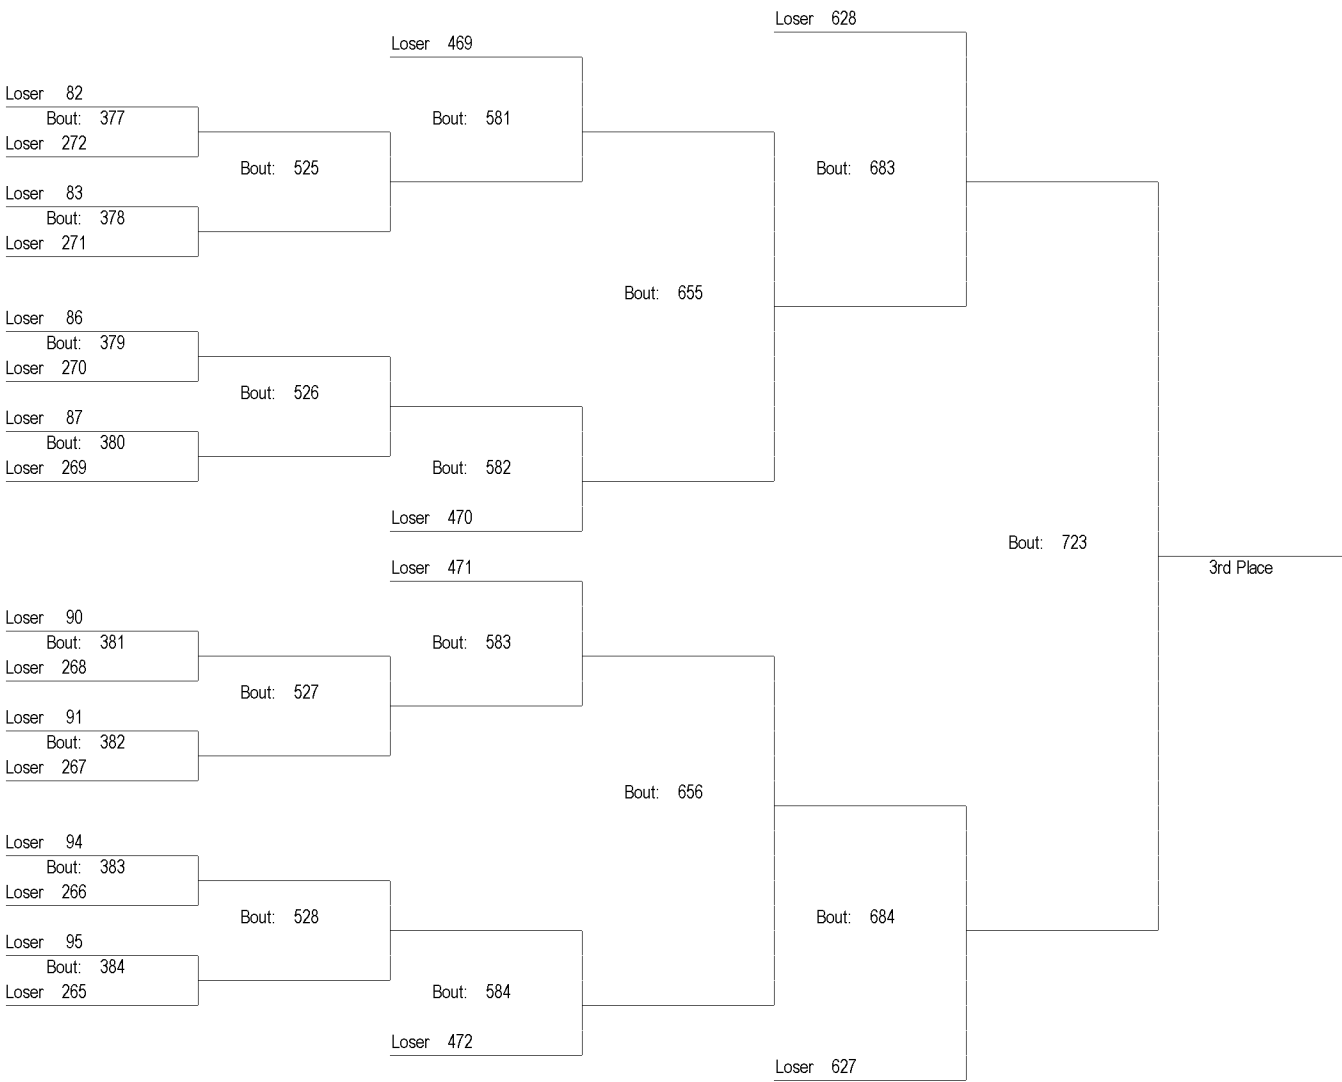 Loser 628
Loser 469
Loser 82
Bout: 377
Bout: 581
Loser 272
Bout: 525
Bout: 683
Loser 83
Bout: 378
Loser 271
Bout: 655
Loser 86
Bout: 379
Loser 270
Bout: 526
Loser 87
Bout: 380
Loser 269
Bout: 582
Loser 470
Bout: 723
Loser 471
3rd Place
Loser 90
Bout: 381
Bout: 583
Loser 268
Bout: 527
Loser 91
Bout: 382
Loser 267
Bout: 656
Loser 94
Bout: 383
Loser 266
Bout: 528
Bout: 684
Loser 95
Bout: 384
Loser 265
Bout: 584
Loser 472
Loser 627